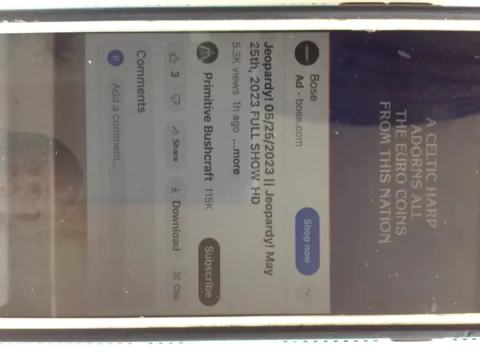 A CELTIC HARP
ADORNS ALL
THE EURO COINS
FROM THIS NATION
Bose
Ad · bose.com
Shop now
Jeopardy! 05/25/2023 || Jeopardy! May
25th, 2023 FULL SHOW HD
5.3K views 1h ago ...more
Primitive Bushcraft 115K
Subscribe
3
Share
Download
Clip
Comments
Add a comment...